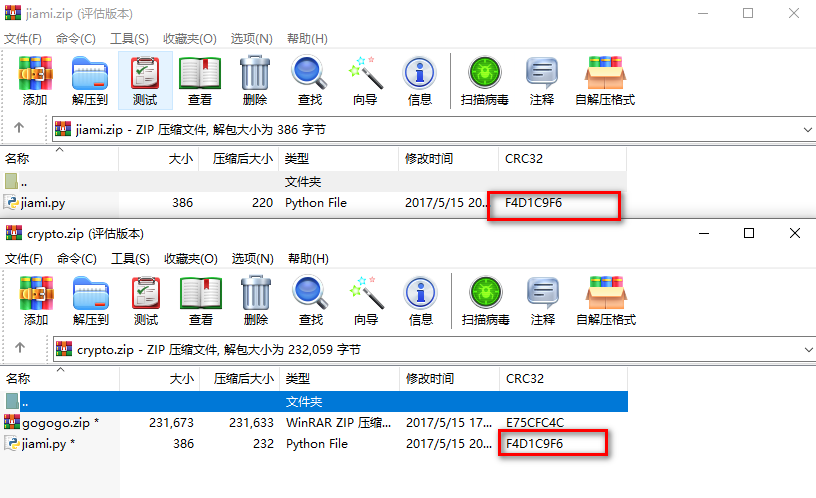 jiami.zip (评估版本)
文件(F) 命令(C) 工具(S) 收藏夹(O) 选项(N) 帮助(H)
添加 解压到 测试 查看 删除 查找 向导 信息 扫描病毒 注释 自解压格式
jiami.zip - ZIP 压缩文件, 解包大小为 386 字节
名称 大小 压缩后大小 类型 修改时间 CRC32
.. 文件夹
jiami.py 386 220 Python File 2017/5/15 20... F4D1C9F6
crypto.zip (评估版本)
文件(F) 命令(C) 工具(S) 收藏夹(O) 选项(N) 帮助(H)
添加 解压到 测试 查看 删除 查找 向导 信息 扫描病毒 注释 自解压格式
crypto.zip - ZIP 压缩文件, 解包大小为 232,059 字节
名称 大小 压缩后大小 类型 修改时间 CRC32
.. 文件夹
gogogo.zip * 231,673 231,633 WinRAR ZIP 压缩... 2017/5/15 17... E75CFC4C
jiami.py * 386 232 Python File 2017/5/15 20... F4D1C9F6